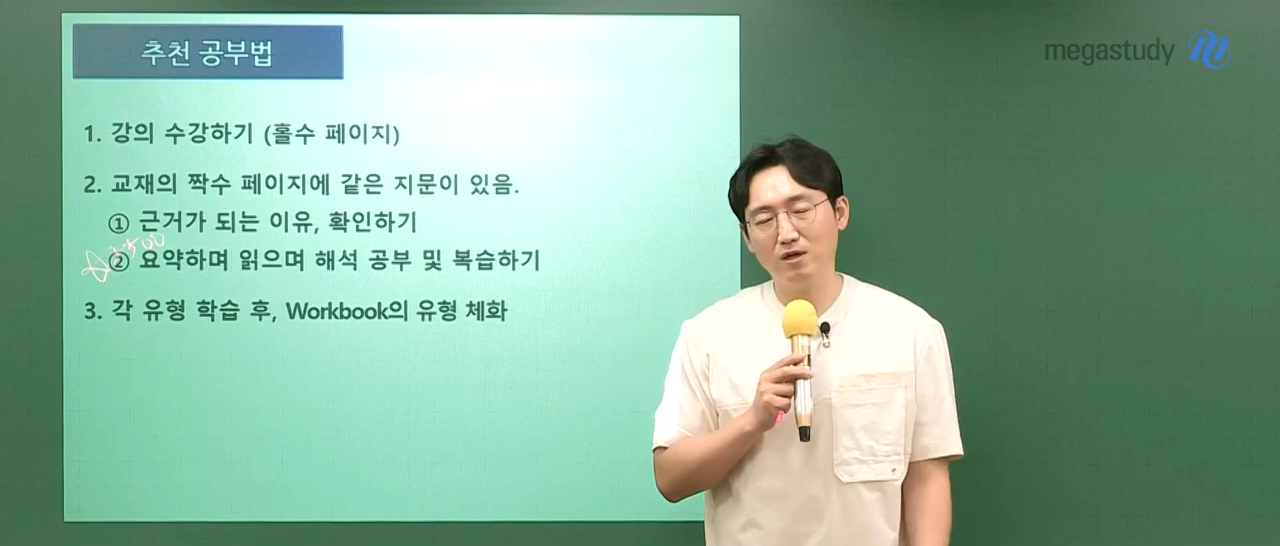 추천 공부법
megastudy
1. 강의 수강하기 (홀수 페이지)
2. 교재의 짝수 페이지에 같은 지문이 있음.
① 근거가 되는 이유, 확인하기
② 요약하며 읽으며 해석 공부 및 복습하기
3. 각 유형 학습 후, Workbook의 유형 체화